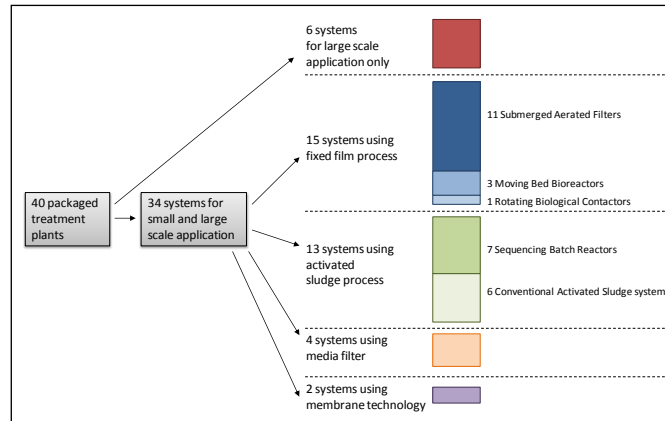 6 systems
for large scale
application only
11 Submerged Aerated Filters
15 systems using
fixed film process
3 Moving Bed Bioreactors
1 Rotating Biological Contactors
40 packaged
treatment
plants
34 systems for
small and large
scale application
13 systems using
activated
sludge process
7 Sequencing Batch Reactors
6 Conventional Activated Sludge system
4 systems using
media filter
2 systems using
membrane technology